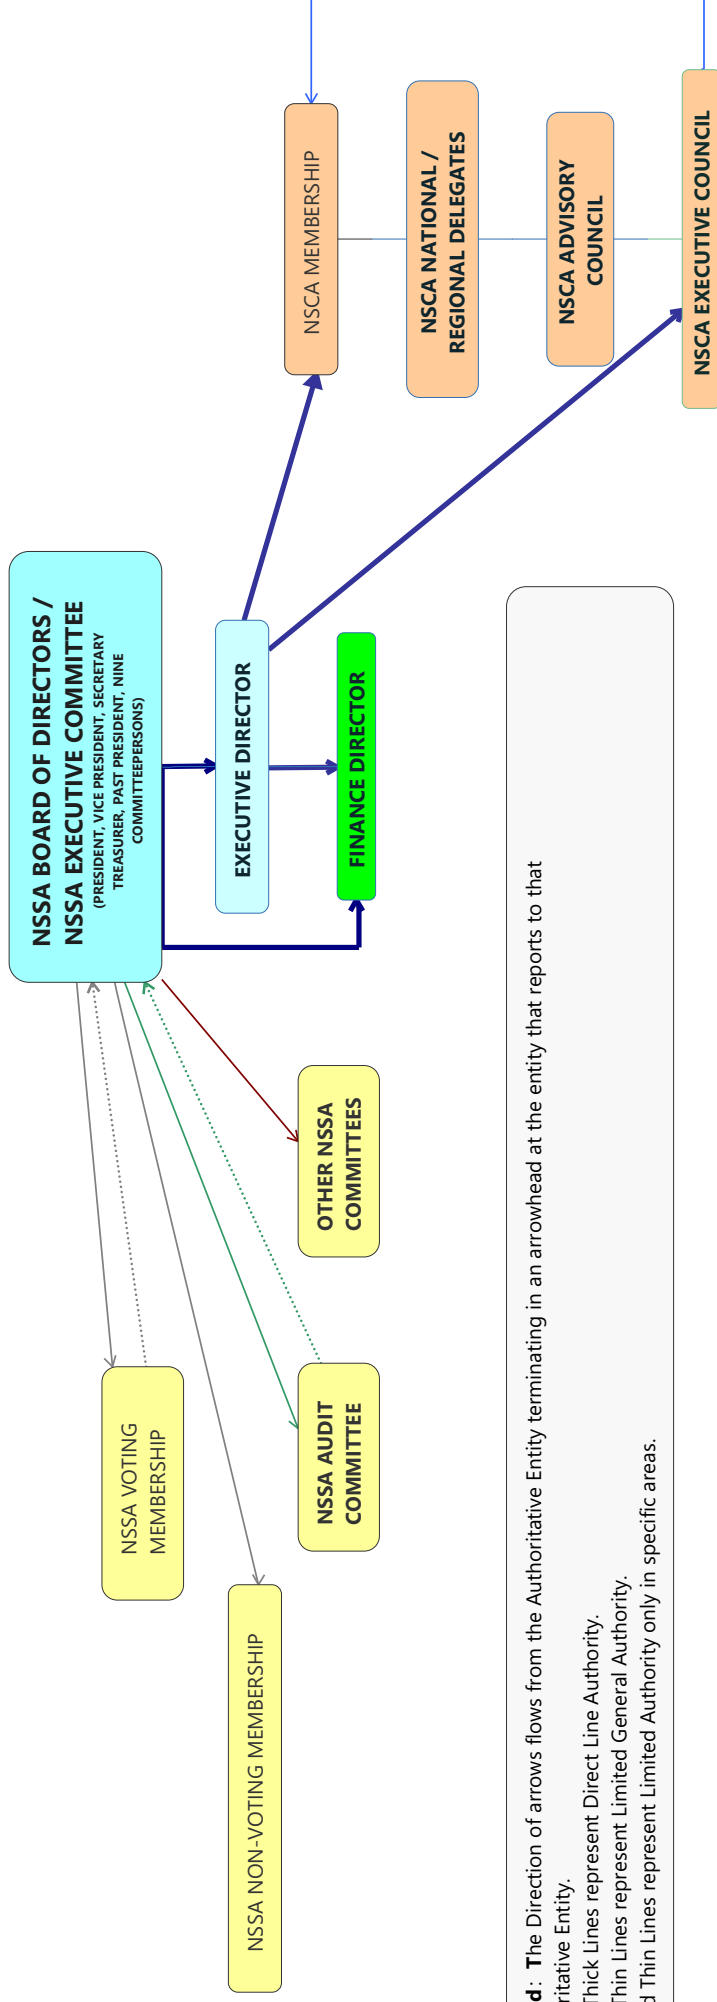 NSSA BOARD OF DIRECTORS /
NSSA EXECUTIVE COMMITTEE
(PRESIDENT, VICE PRESIDENT, SECRETARY
TREASURER, PAST PRESIDENT, NINE
COMMITTEEPERSONS)
NSSA VOTING
MEMBERSHIP
NSSA NON-VOTING MEMBERSHIP
NSSA AUDIT
COMMITTEE
OTHER NSSA
COMMITTEES
EXECUTIVE DIRECTOR
FINANCE DIRECTOR
NSCA MEMBERSHIP
NSCA NATIONAL /
REGIONAL DELEGATES
NSCA ADVISORY
COUNCIL
NSCA EXECUTIVE COUNCIL
d: The Direction of arrows flows from the Authoritative Entity terminating in an arrowhead at the entity that reports to that
ritative Entity.
Thick Lines represent Direct Line Authority.
Thin Lines represent Limited General Authority.
d Thin Lines represent Limited Authority only in specific areas.